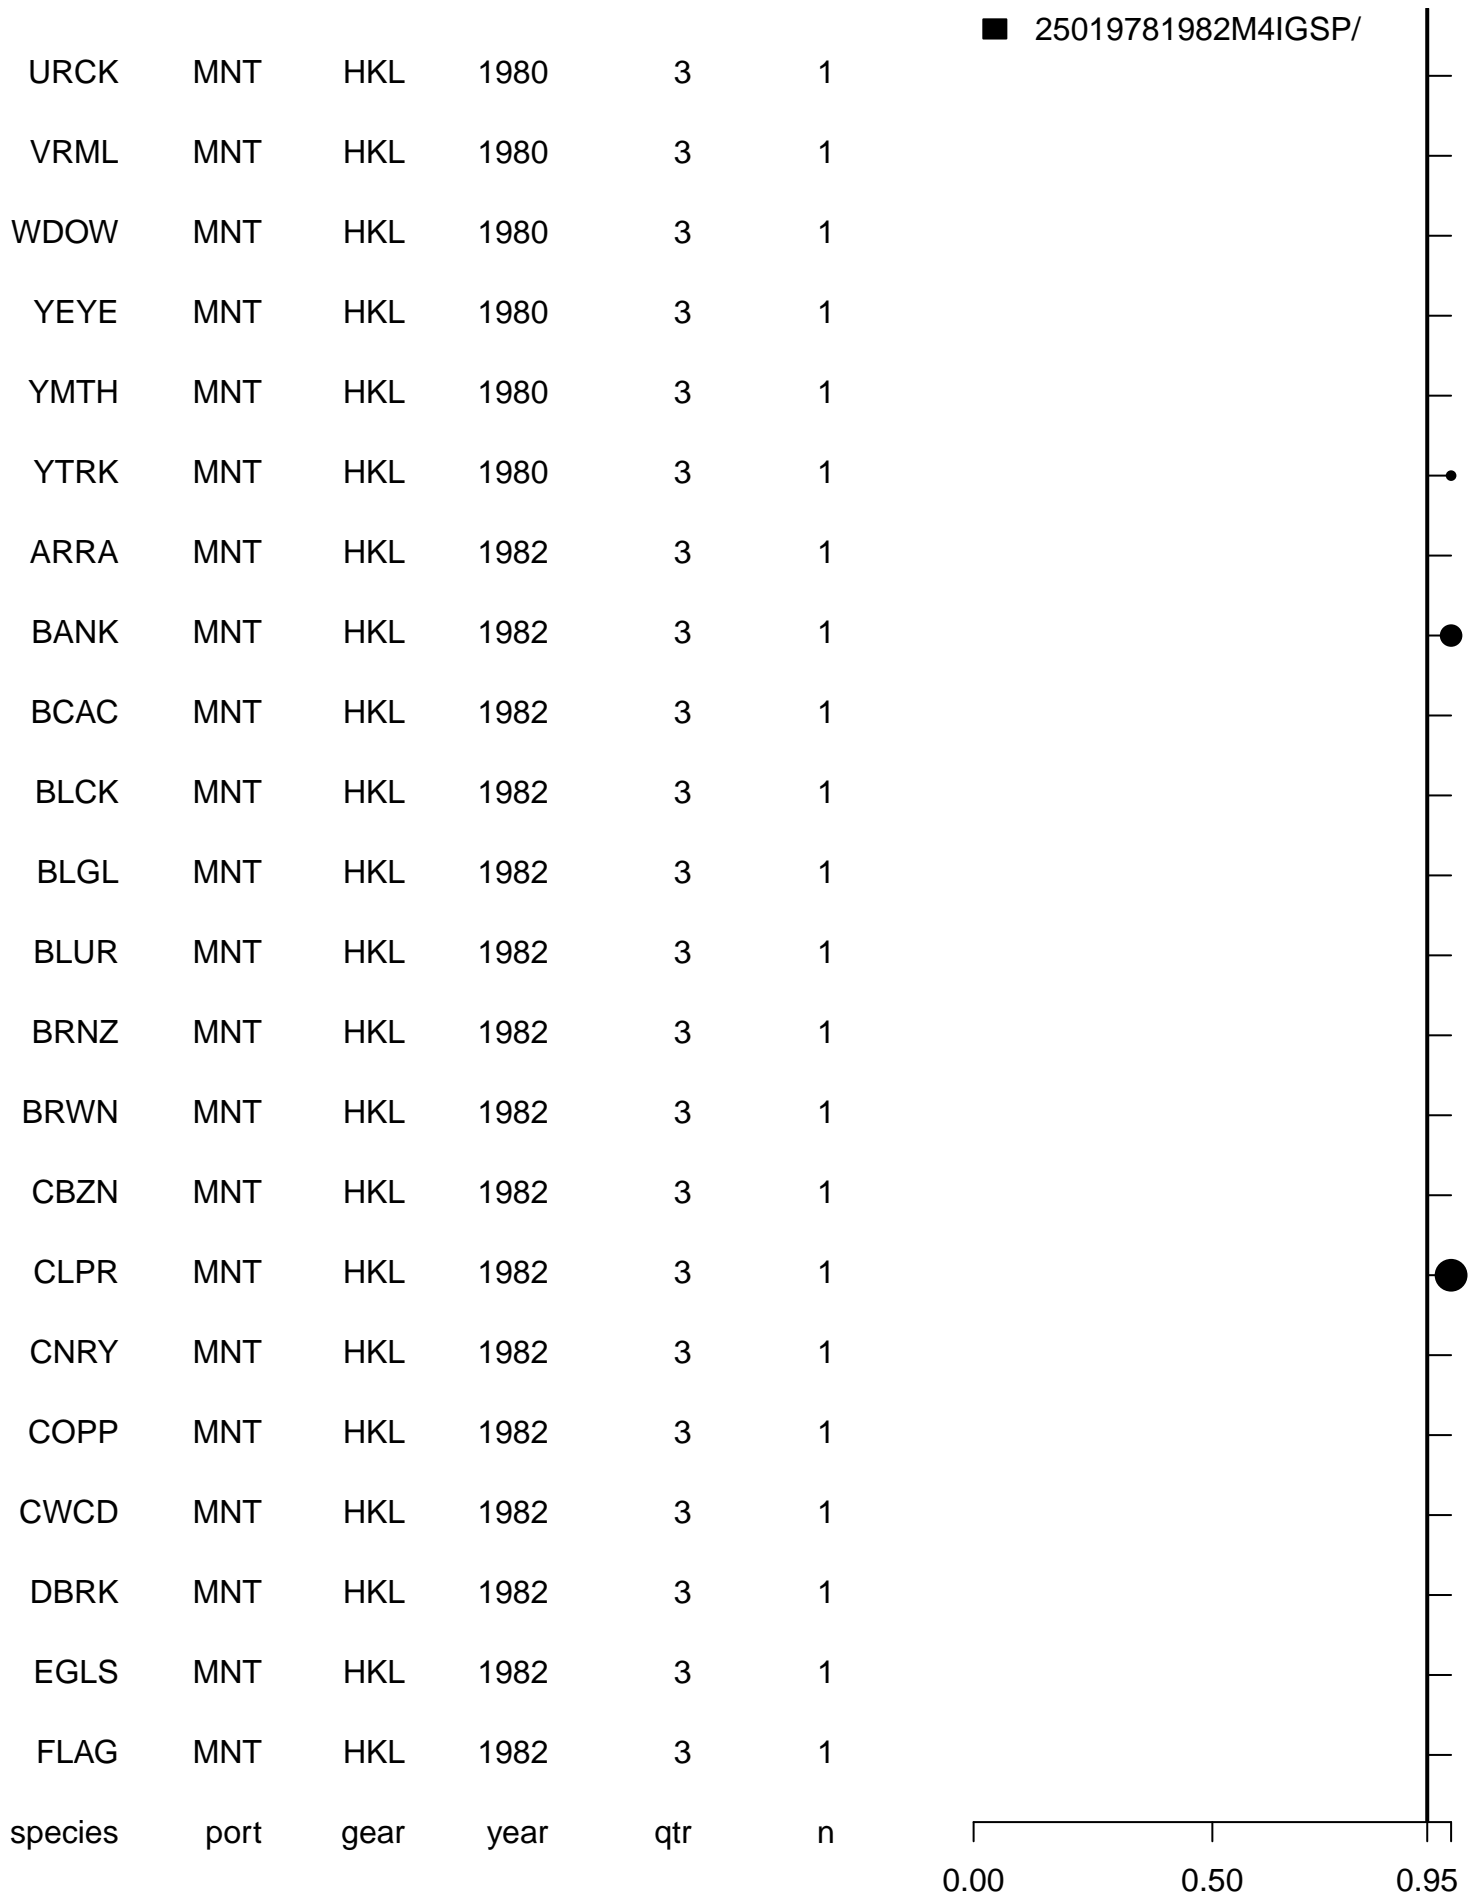 25019781982M4IGSP/
URCK MNT HKL 1980 3 1
VRML MNT HKL 1980 3 1
WDOW MNT HKL 1980 3 1
YEYE MNT HKL 1980 3 1
YMTH MNT HKL 1980 3 1
YTRK MNT HKL 1980 3 1
ARRA MNT HKL 1982 3 1
BANK MNT HKL 1982 3 1
BCAC MNT HKL 1982 3 1
BLCK MNT HKL 1982 3 1
BLGL MNT HKL 1982 3 1
BLUR MNT HKL 1982 3 1
BRNZ MNT HKL 1982 3 1
BRWN MNT HKL 1982 3 1
CBZN MNT HKL 1982 3 1
CLPR MNT HKL 1982 3 1
CNRY MNT HKL 1982 3 1
COPP MNT HKL 1982 3 1
CWCD MNT HKL 1982 3 1
DBRK MNT HKL 1982 3 1
EGLS MNT HKL 1982 3 1
FLAG MNT HKL 1982 3 1
species port gear year qtr n
0.00 0.50 0.95